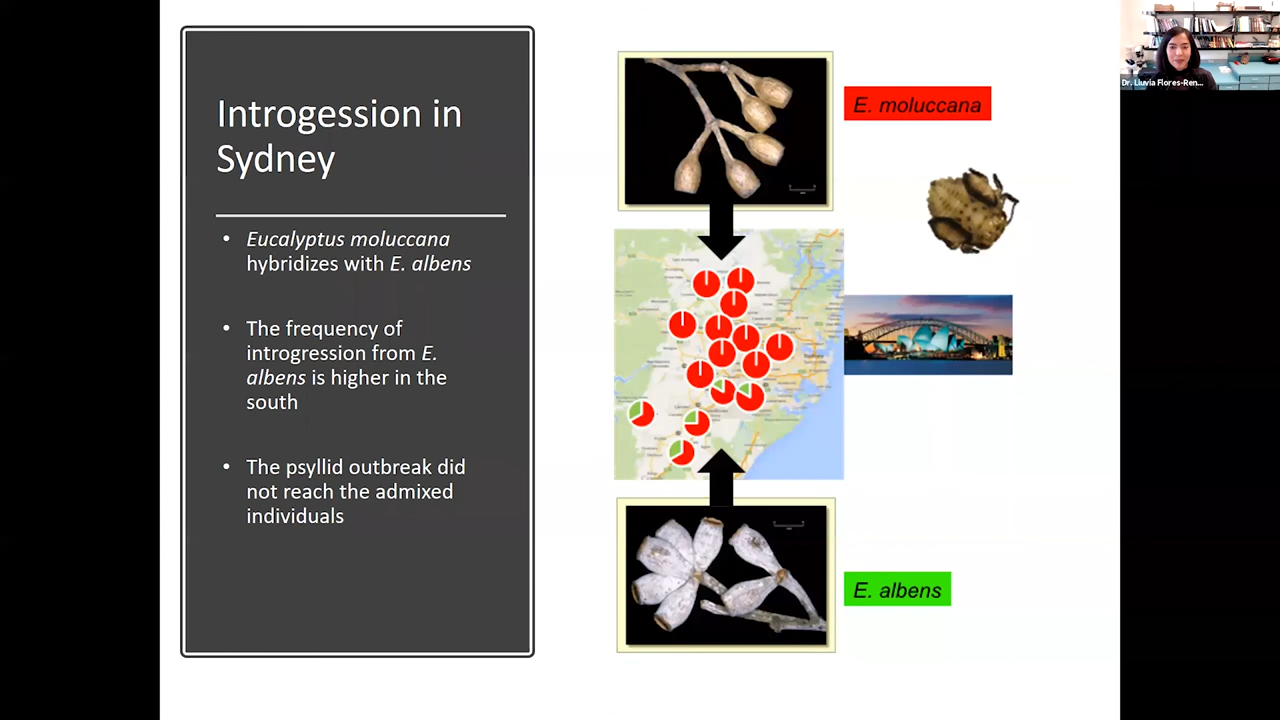 Introgession in
Sydney
• Eucalyptus moluccana
hybridizes with E. albens
• The frequency of
introgression from E.
albens is higher in the
south
• The psyllid outbreak did
not reach the admixed
individuals
E. moluccana
Sydney
E. albens
Dr. Lluvia Flores-Ren...